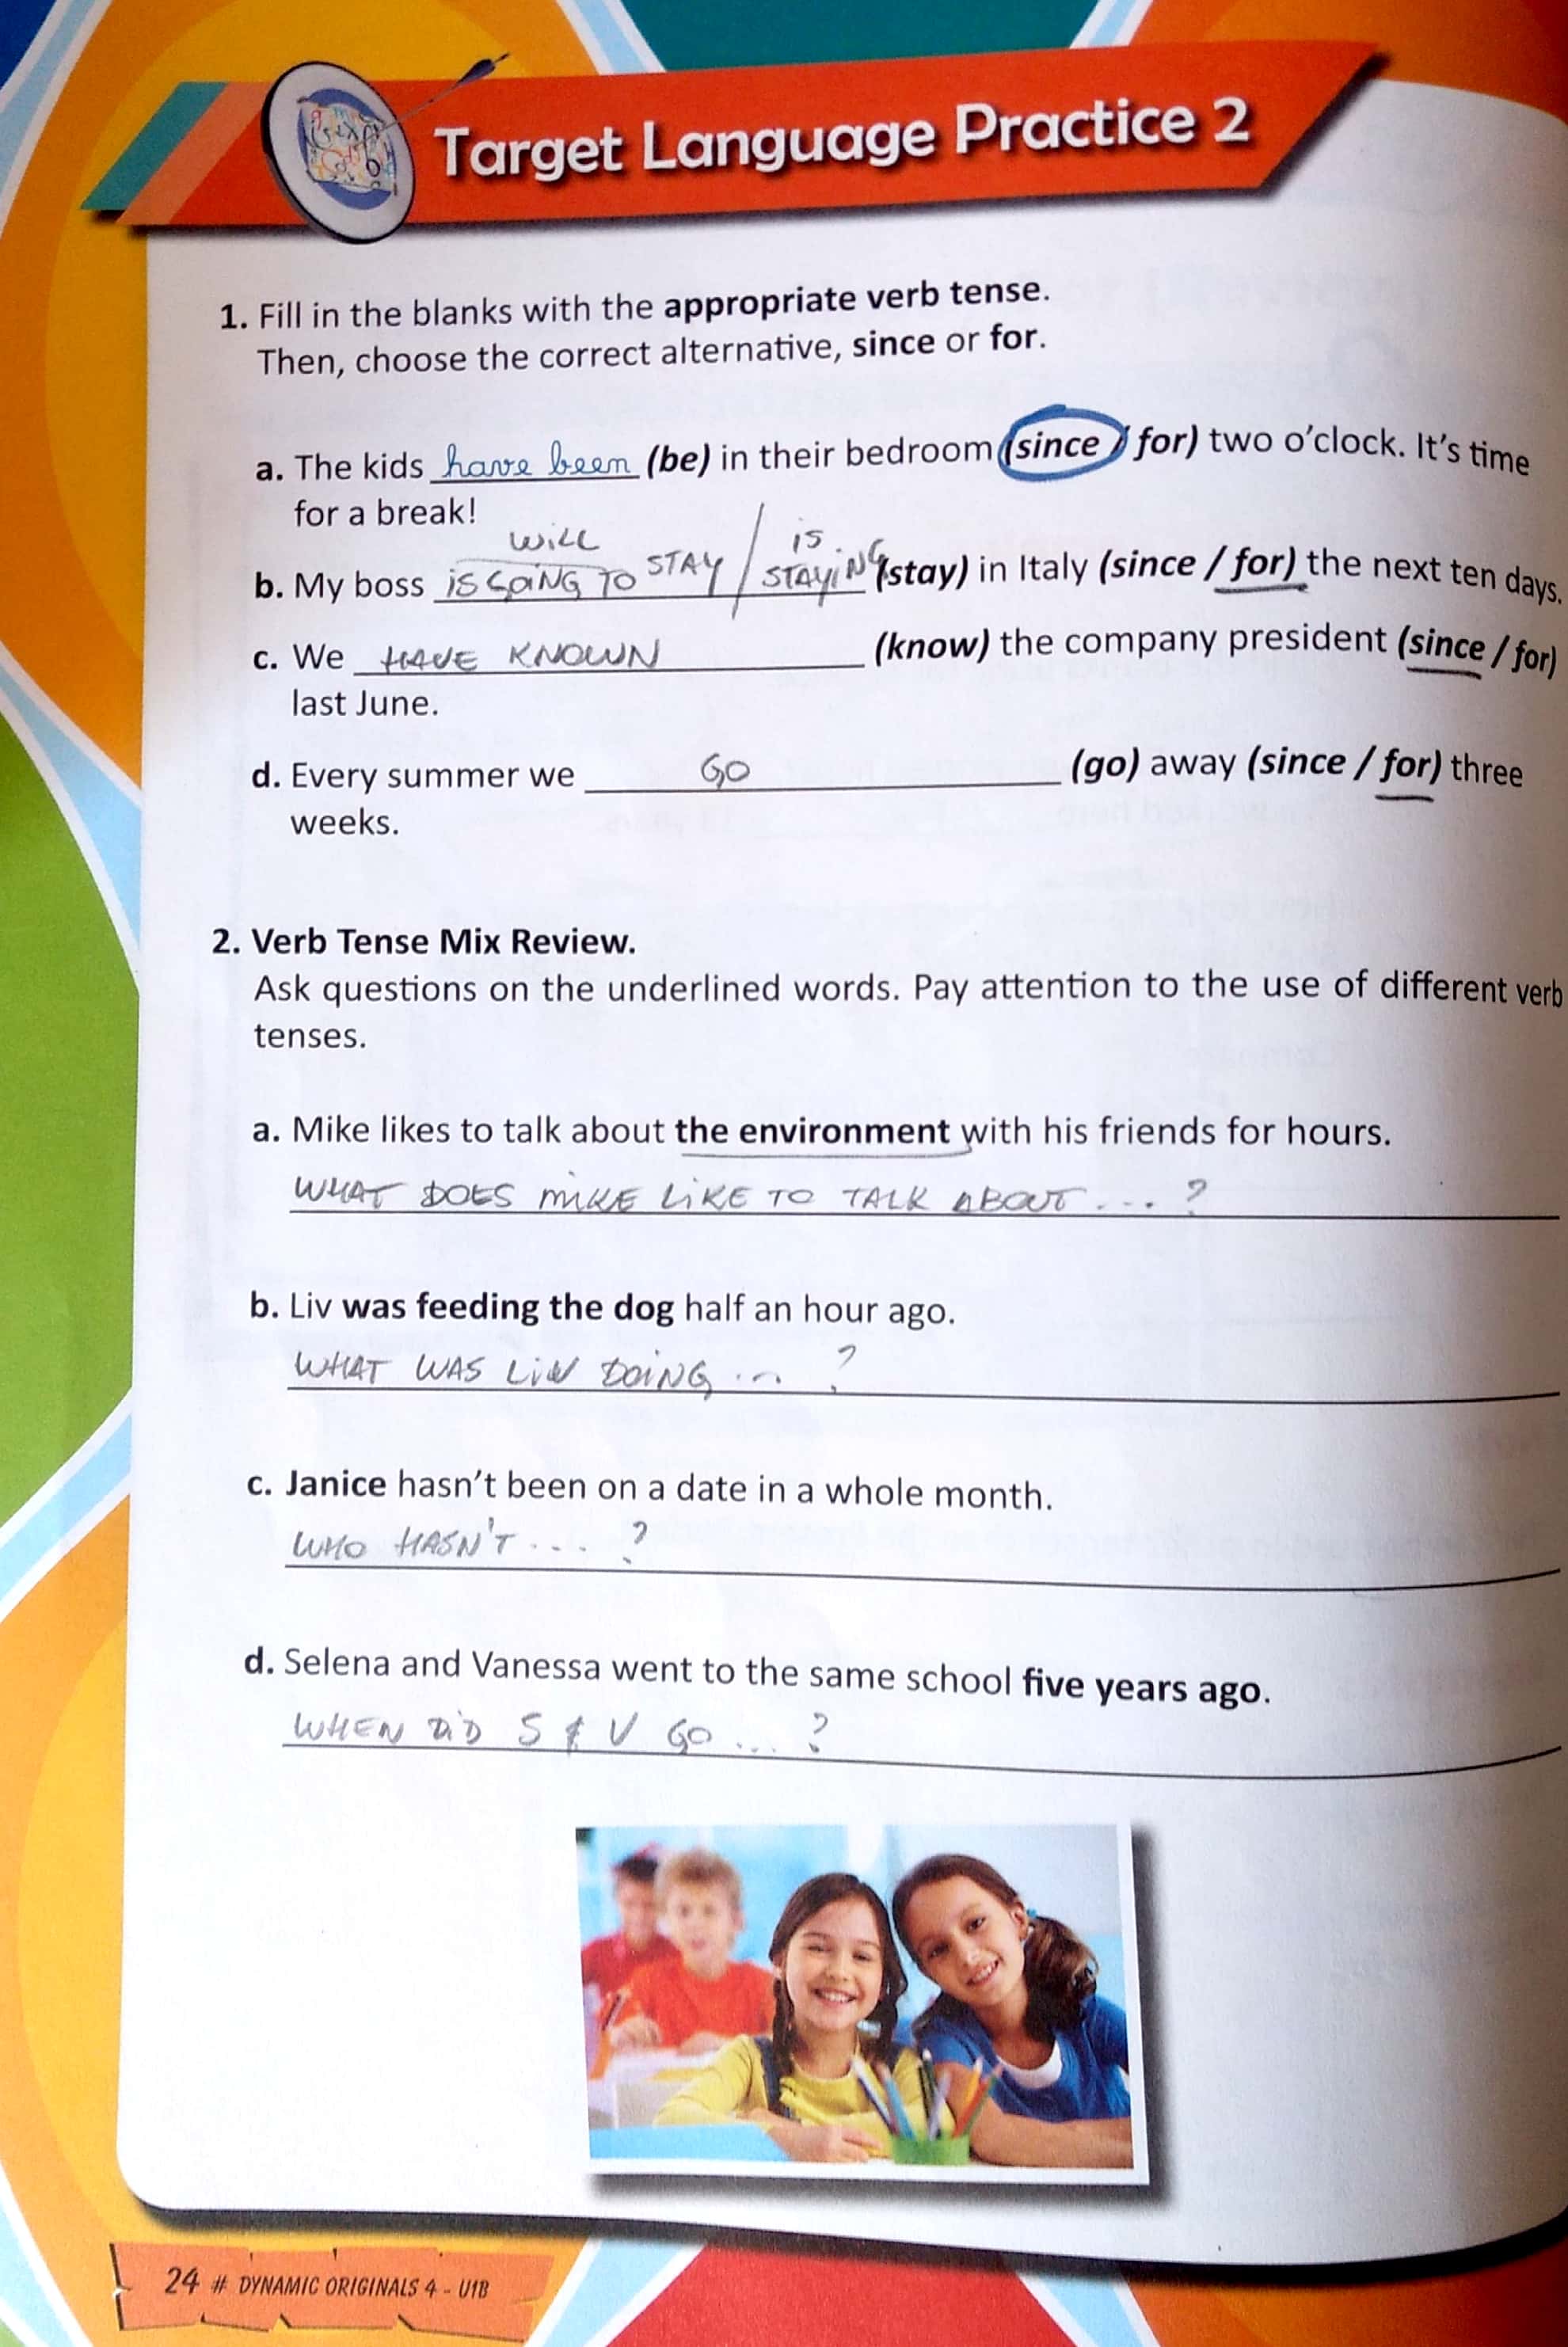 Target Language Practice 2
1. Fill in the blanks with the appropriate verb tense.
Then, choose the correct alternative, since or for.
a. The kids have been (be) in their bedroom (since / for) two o'clock. It's time
for a break!
WILL IS
b. My boss IS GOING TO STAY / STAYING (stay) in Italy (since / for) the next ten days.
c. We HAVE KNOWN (know) the company president (since / for)
last June.
d. Every summer we GO (go) away (since / for) three
weeks.
2. Verb Tense Mix Review.
Ask questions on the underlined words. Pay attention to the use of different verb
tenses.
a. Mike likes to talk about the environment with his friends for hours.
WHAT DOES MIKE LIKE TO TALK ABOUT ... ?
b. Liv was feeding the dog half an hour ago.
WHAT WAS LIV DOING ... ?
c. Janice hasn't been on a date in a whole month.
WHO HASN'T ... ?
d. Selena and Vanessa went to the same school five years ago.
WHEN DID S & V GO ... ?
24 # DYNAMIC ORIGINALS 4 - U1B